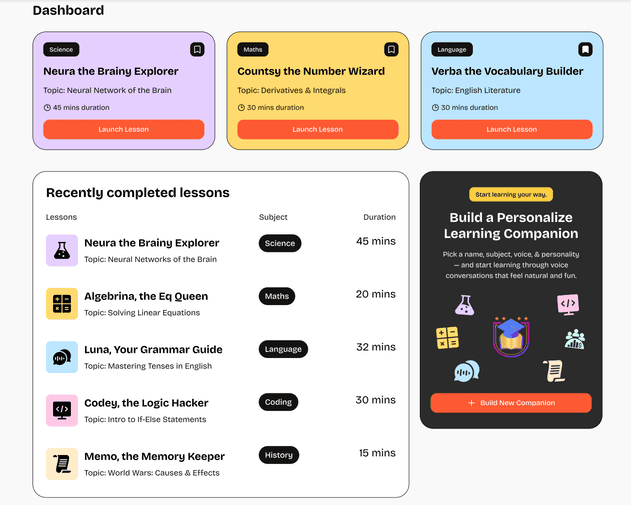 Dashboard
Science
Neura the Brainy Explorer
Topic: Neural Network of the Brain
45 mins duration
Launch Lesson
Maths
Countsy the Number Wizard
Topic: Derivatives & Integrals
30 mins duration
Launch Lesson
Language
Verba the Vocabulary Builder
Topic: English Literature
30 mins duration
Launch Lesson
Recently completed lessons
Lessons Subject Duration
Neura the Brainy Explorer Science 45 mins
Topic: Neural Networks of the Brain
Algebrina, the Eq Queen Maths 20 mins
Topic: Solving Linear Equations
Luna, Your Grammar Guide Language 32 mins
Topic: Mastering Tenses in English
Codey, the Logic Hacker Coding 30 mins
Topic: Intro to If-Else Statements
Memo, the Memory Keeper History 15 mins
Topic: World Wars: Causes & Effects
Start learning your way.
Build a Personalize
Learning Companion
Pick a name, subject, voice, & personality
— and start learning through voice
conversations that feel natural and fun.
+ Build New Companion